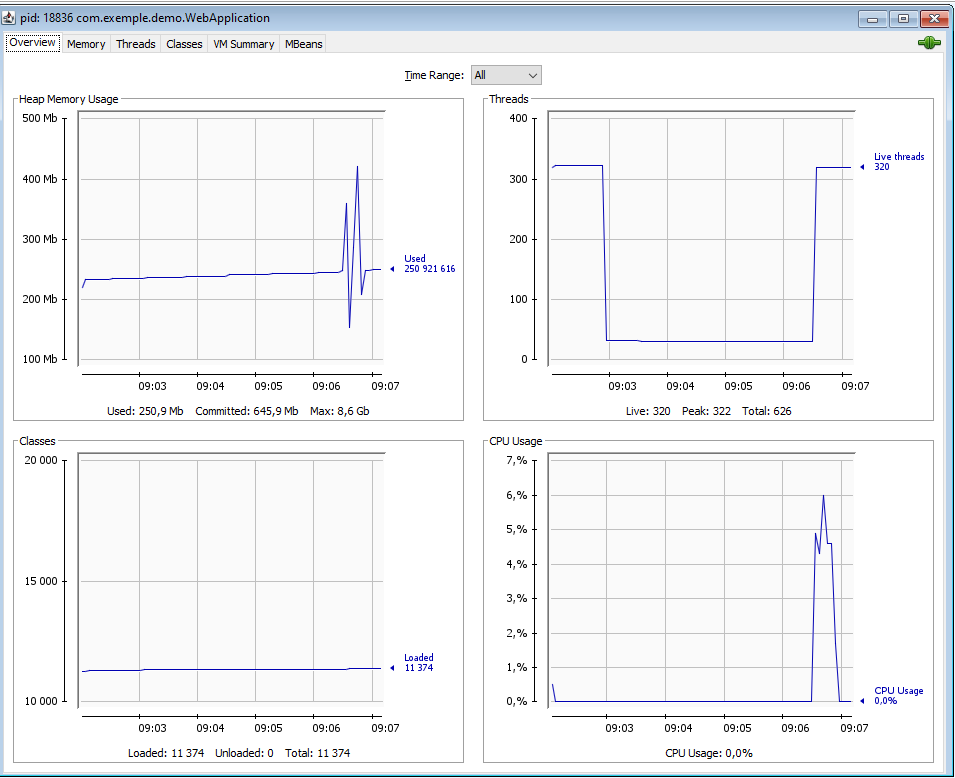 pid: 18836 com.exemple.demo.WebApplication
Overview Memory Threads Classes VM Summary MBeans
Time Range: All
Heap Memory Usage
500 Mb
400 Mb
300 Mb
200 Mb
100 Mb
Used
250 921 616
09:03 09:04 09:05 09:06 09:07
Used: 250,9 Mb Committed: 645,9 Mb Max: 8,6 Gb
Threads
400
300
200
100
0
Live threads
320
09:03 09:04 09:05 09:06 09:07
Live: 320 Peak: 322 Total: 626
Classes
20 000
15 000
10 000
Loaded
11 374
09:03 09:04 09:05 09:06 09:07
Loaded: 11 374 Unloaded: 0 Total: 11 374
CPU Usage
7,%
6,%
5,%
4,%
3,%
2,%
1,%
0,%
CPU Usage
0,0%
09:03 09:04 09:05 09:06 09:07
CPU Usage: 0,0%